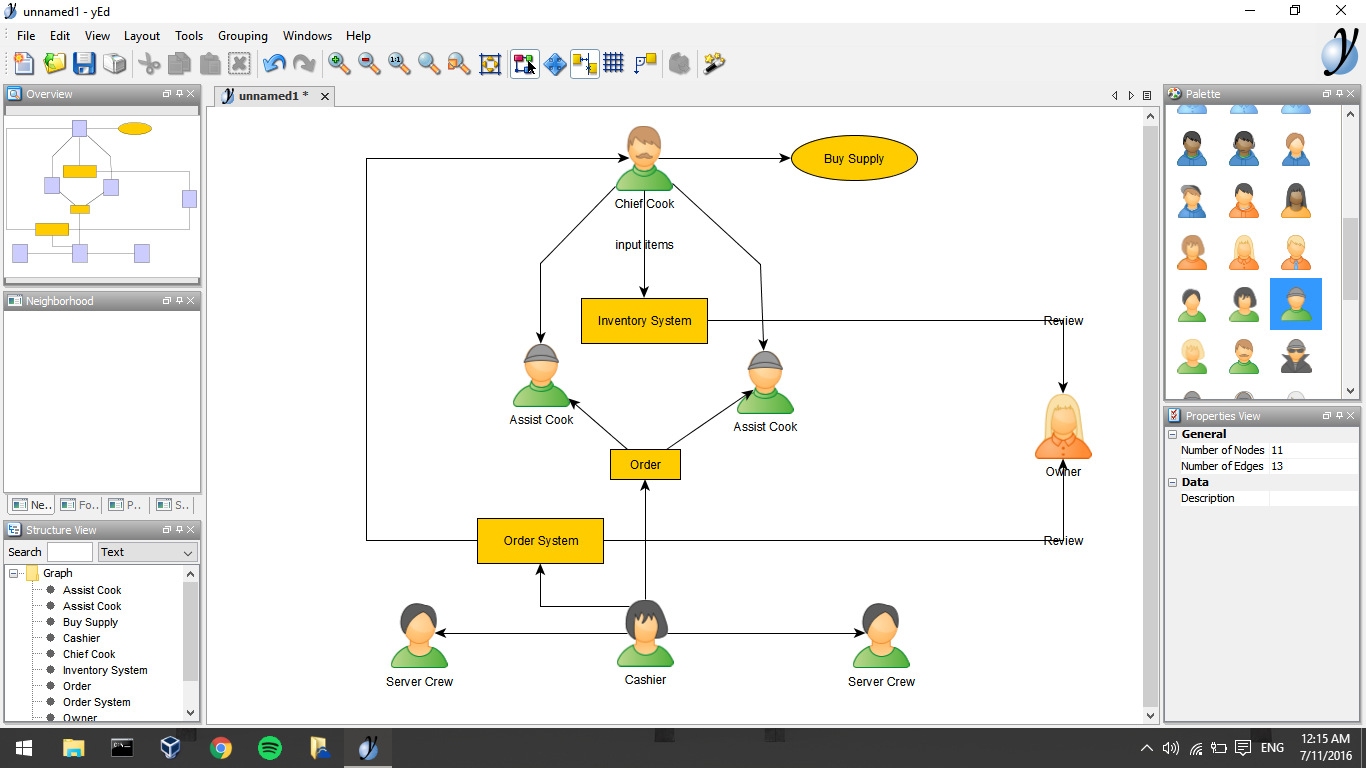 unnamed1 - yEd
File Edit View Layout Tools Grouping Windows Help
1:1
Overview
unnamed1 *
Palette
Neighborhood
Ne.. Fo.. P.. S..
Structure View
Search Text
Graph
Assist Cook
Assist Cook
Buy Supply
Cashier
Chief Cook
Inventory System
Order
Order System
Owner
Chief Cook
Buy Supply
input items
Inventory System
Review
Assist Cook
Assist Cook
Order
Owner
Order System
Review
Server Crew
Cashier
Server Crew
Properties View
General
Number of Nodes 11
Number of Edges 13
Data
Description
ENG
12:15 AM
7/11/2016